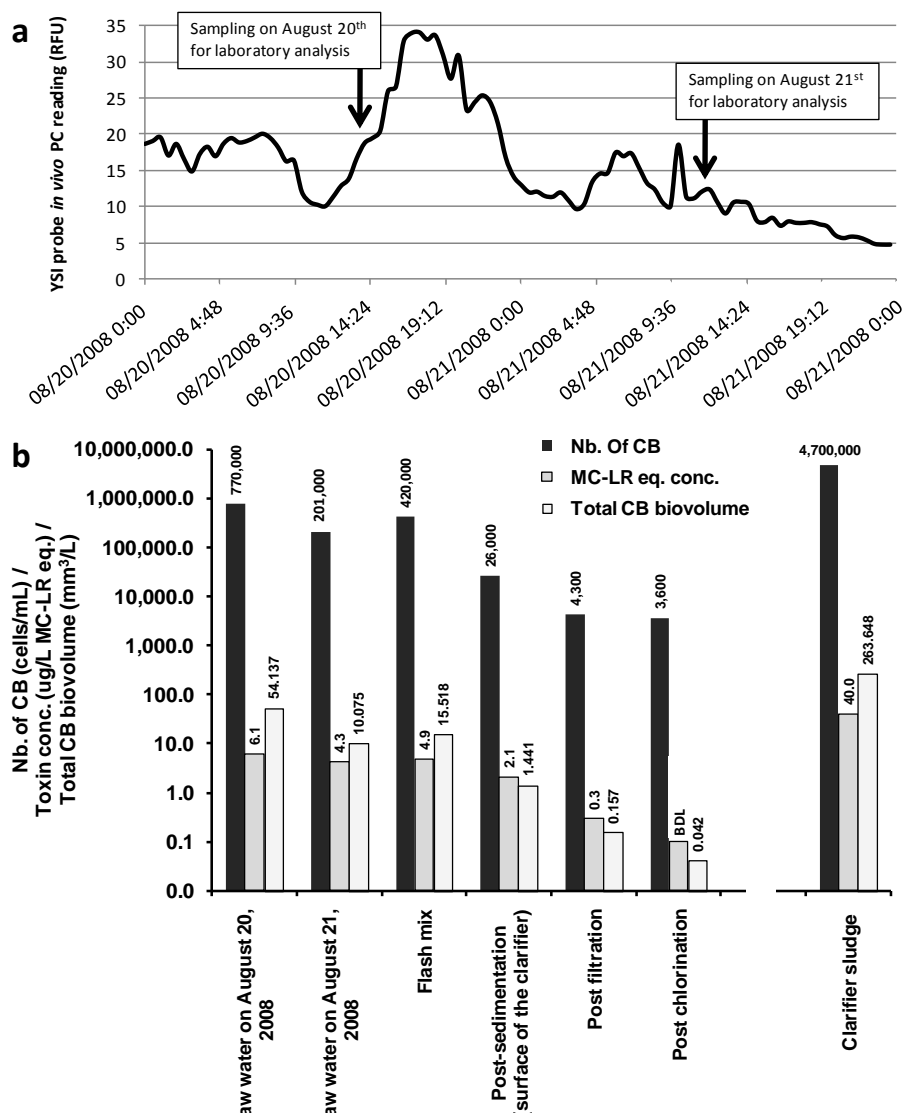 a
YSI probe in vivo PC reading (RFU)
35
30
25
20
15
10
5
0
Sampling on August 20th
for laboratory analysis
Sampling on August 21st
for laboratory analysis
08/20/2008 0:00
08/20/2008 4:48
08/20/2008 9:36
08/20/2008 14:24
08/20/2008 19:12
08/21/2008 0:00
08/21/2008 4:48
08/21/2008 9:36
08/21/2008 14:24
08/21/2008 19:12
08/21/2008 0:00
b
Nb. of CB (cells/mL) /
Toxin conc. (ug/L MC-LR eq.) /
Total CB biovolume (mm³/L)
10,000,000.0
1,000,000.0
100,000.0
10,000.0
1,000.0
100.0
10.0
1.0
0.1
0.0
Nb. Of CB
MC-LR eq. conc.
Total CB biovolume
770,000
6.1
54.137
201,000
4.3
10.075
420,000
4.9
15.518
26,000
2.1
1.441
4,300
0.3
0.157
3,600
BDL
0.042
4,700,000
40.0
263.648
aw water on August 20,
2008
aw water on August 21,
2008
Flash mix
Post-sedimentation
(surface of the clarifier)
Post filtration
Post chlorination
Clarifier sludge